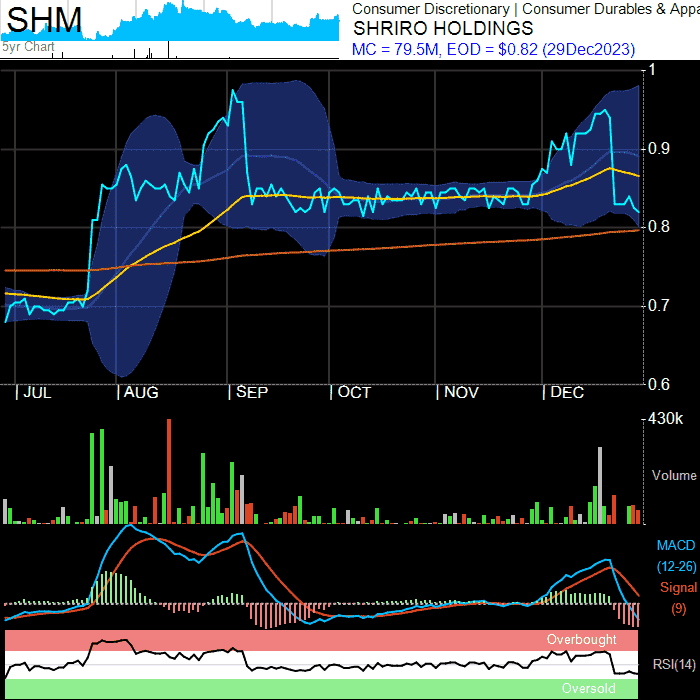 SHM
5yr Chart
Consumer Discretionary | Consumer Durables & Appa
SHRIRO HOLDINGS
MC = 79.5M, EOD = $0.82 (29Dec2023)
1
0.9
0.8
0.7
0.6
| JUL | AUG | SEP | OCT | NOV | DEC
430k
Volume
MACD
(12-26)
Signal
(9)
Overbought
RSI(14)
Oversold